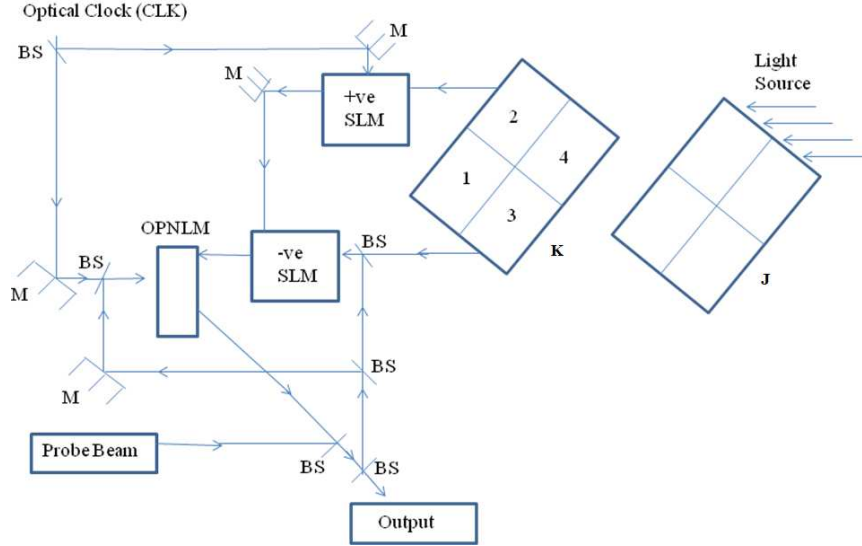 Optical Clock (CLK)
BS
M
M
+ve
SLM
Light
Source
2
1
4
3
K
J
OPNLM
BS
M
-ve
SLM
BS
M
BS
Probe Beam
BS
BS
Output